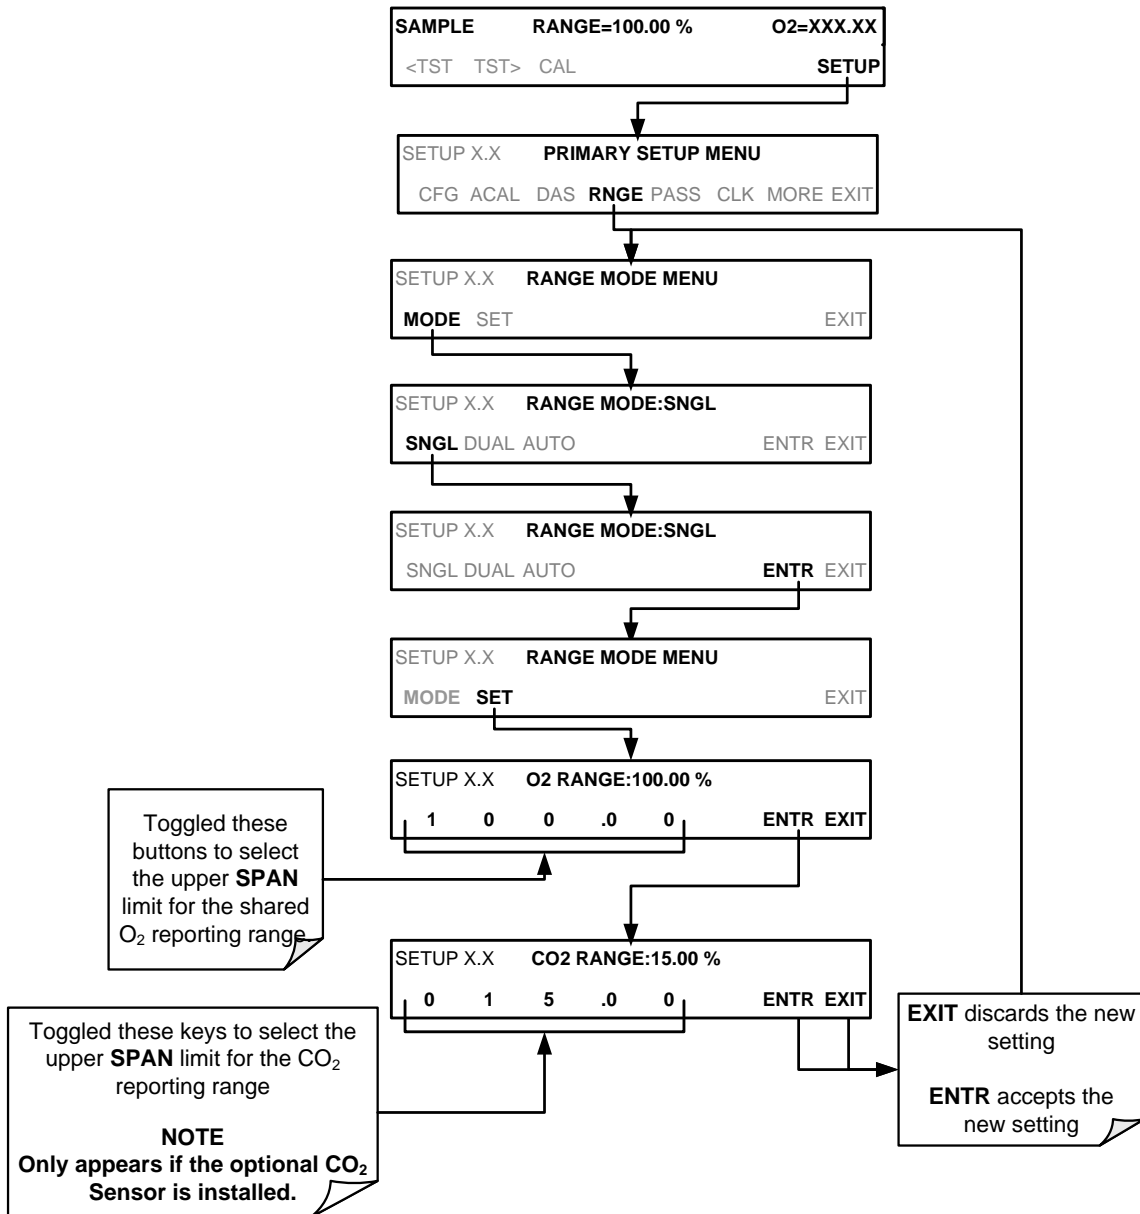 SAMPLE RANGE=100.00 % O2=XXX.XX
<TST TST> CAL SETUP
SETUP X.X PRIMARY SETUP MENU
CFG ACAL DAS RNGE PASS CLK MORE EXIT
SETUP X.X RANGE MODE MENU
MODE SET EXIT
SETUP X.X RANGE MODE:SNGL
SNGL DUAL AUTO ENTR EXIT
SETUP X.X RANGE MODE:SNGL
SNGL DUAL AUTO ENTR EXIT
SETUP X.X RANGE MODE MENU
MODE SET EXIT
SETUP X.X O2 RANGE:100.00 %
1 0 0 .0 0 ENTR EXIT
Toggled these
buttons to select
the upper SPAN
limit for the shared
O2 reporting range.
SETUP X.X CO2 RANGE:15.00 %
0 1 5 .0 0 ENTR EXIT
Toggled these keys to select the
upper SPAN limit for the CO2
reporting range
NOTE
Only appears if the optional CO2
Sensor is installed.
EXIT discards the new
setting
ENTR accepts the
new setting